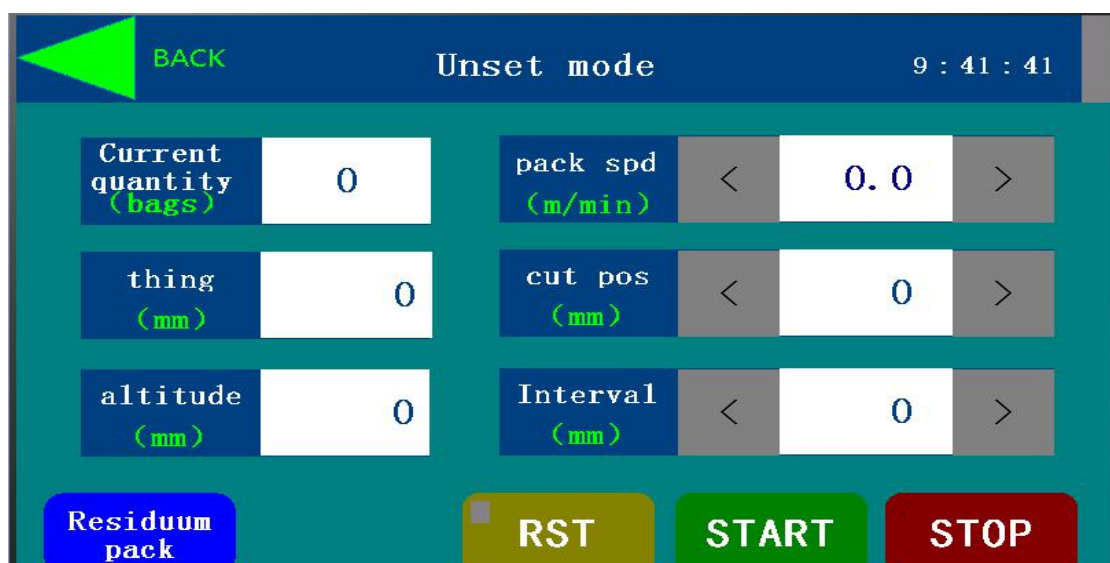 BACK
Unset mode
9 : 41 : 41
Current
quantity
(bags)
0
pack spd
(m/min)
<
0.0
>
thing
(mm)
0
cut pos
(mm)
<
0
>
altitude
(mm)
0
Interval
(mm)
<
0
>
Residuum
pack
RST
START
STOP